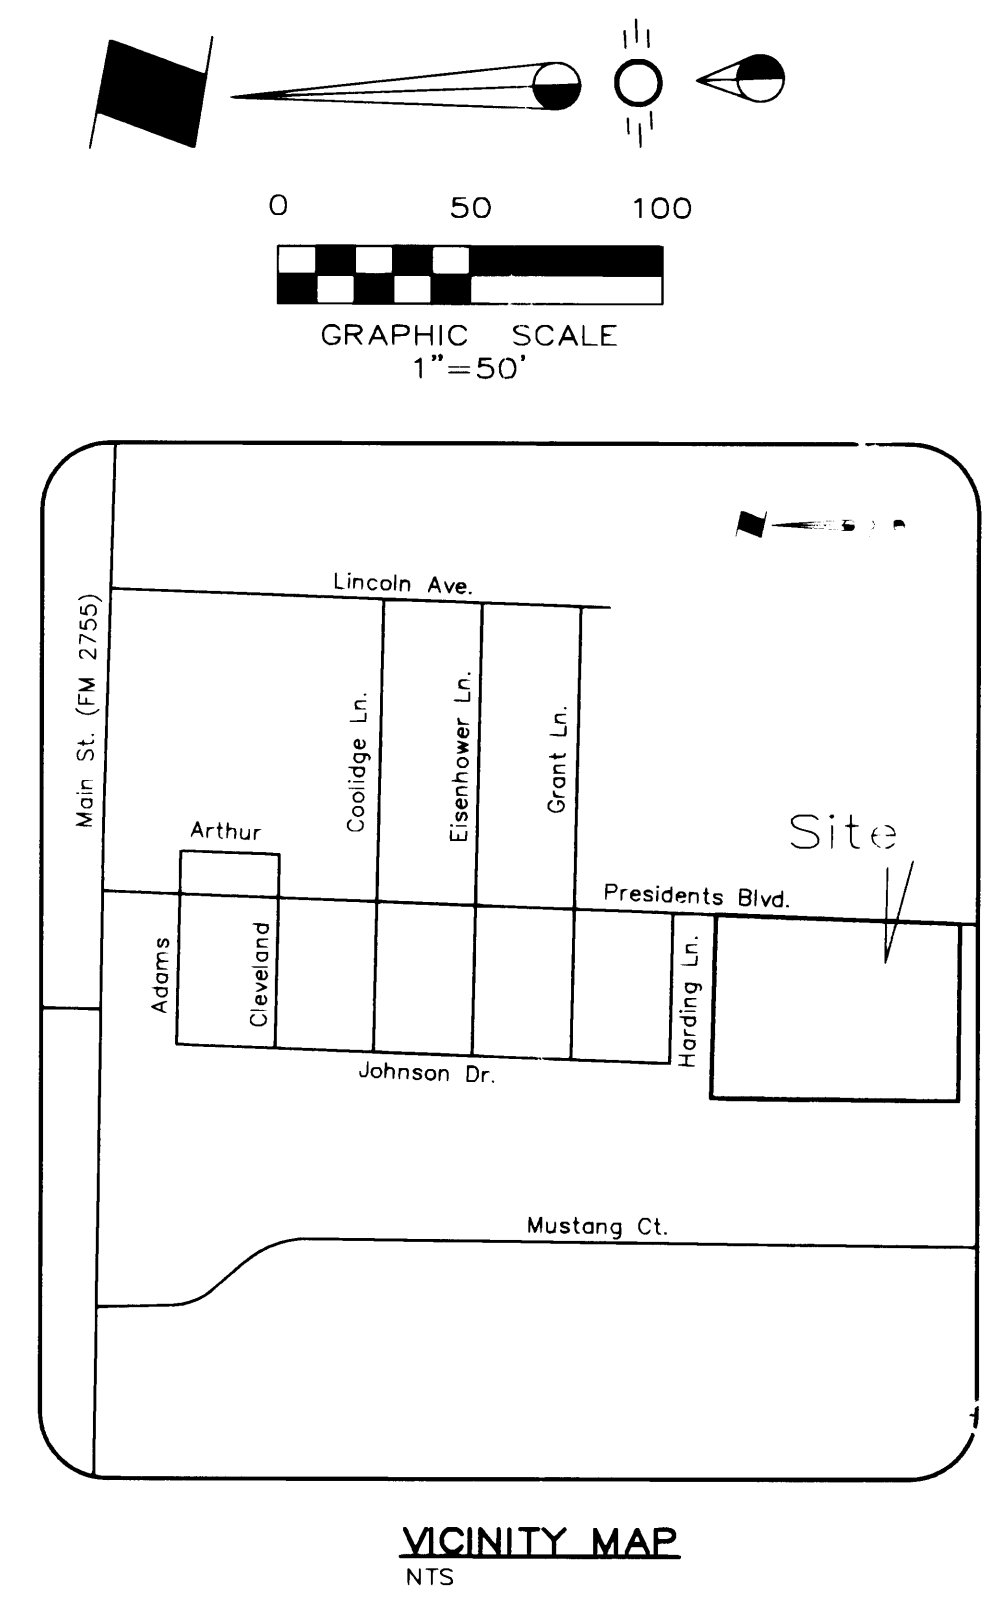 0 50 100
GRAPHIC SCALE
1"=50'
Lincoln Ave.
Main St. (FM 2755)
Coolidge Ln.
Eisenhower Ln.
Grant Ln.
Arthur
Site
Presidents Blvd.
Adams
Cleveland
Harding Ln.
Johnson Dr.
Mustang Ct.
VICINITY MAP
NTS